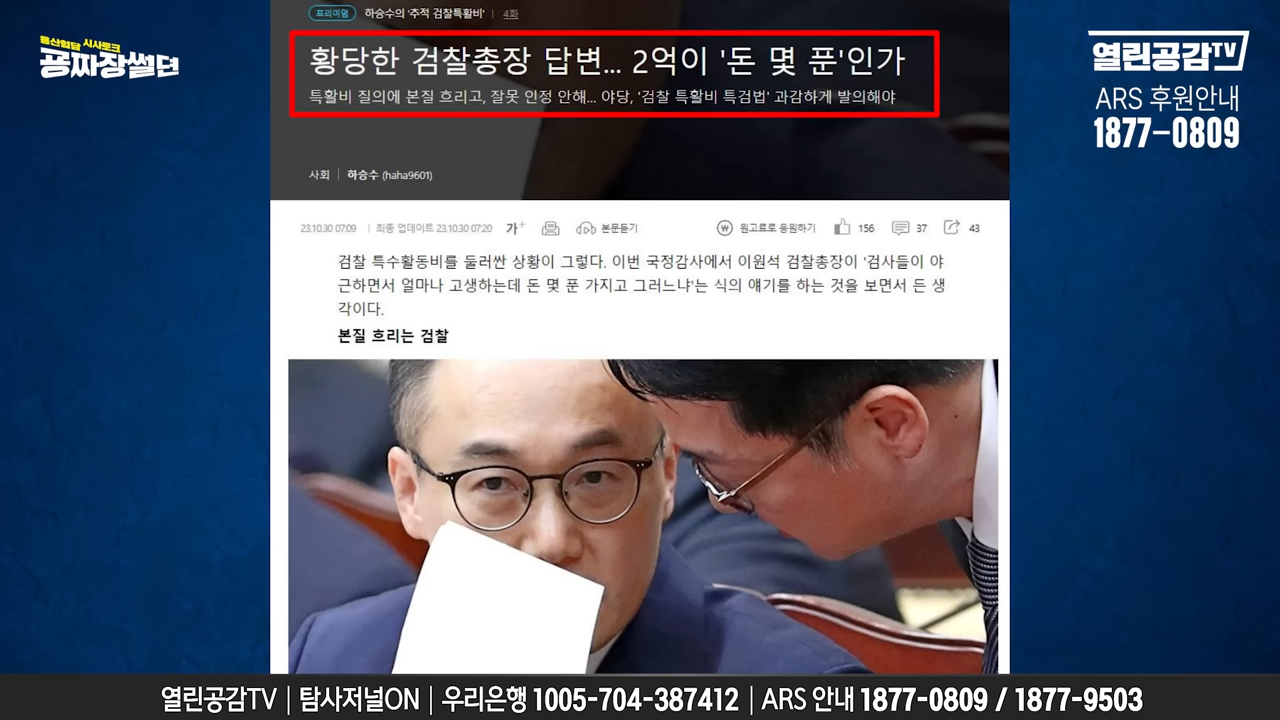 용산혐담 시사토크
굥짜장썰뎐
프리미엄 하승수의 '추적 검찰특활비' | 4화
황당한 검찰총장 답변... 2억이 '돈 몇 푼'인가
특활비 질의에 본질 흐리고, 잘못 인정 안해... 야당, '검찰 특활비 특검법' 과감하게 발의해야
사회 | 하승수 (haha9601)
열린공감TV
ARS 후원안내
1877-0809
23.10.30 07:09 | 최종 업데이트 23.10.30 07:20 가+ 본문듣기 원고료로 응원하기 156 37 43
검찰 특수활동비를 둘러싼 상황이 그렇다. 이번 국정감사에서 이원석 검찰총장이 '검사들이 야
근하면서 얼마나 고생하는데 돈 몇 푼 가지고 그러느냐'는 식의 얘기를 하는 것을 보면서 든 생
각이다.
본질 흐리는 검찰
열린공감TV | 탐사저널ON | 우리은행 1005-704-387412 | ARS 안내 1877-0809 / 1877-9503